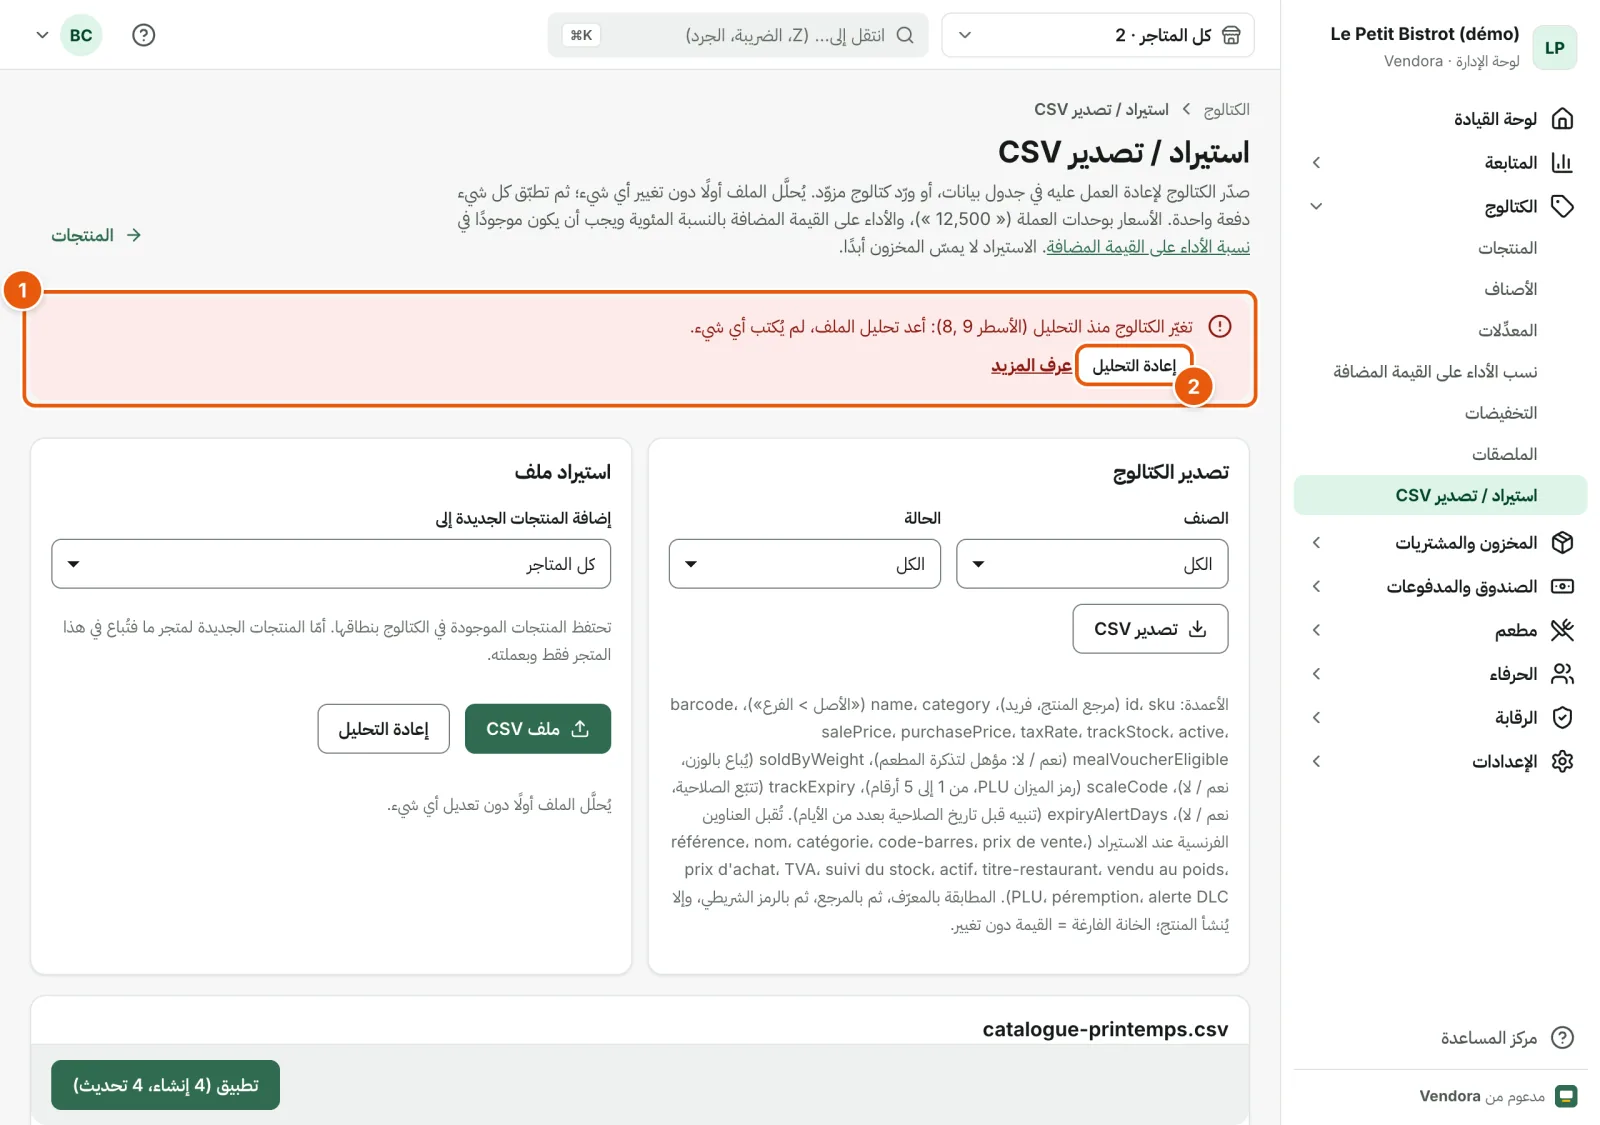 Le Petit Bistrot (démo)
لوحة الإدارة · Vendora
LP
لوحة القيادة
المتابعة
الكتالوج
المنتجات
الأصناف
المعدّلات
نسب الأداء على القيمة المضافة
التخفيضات
الملصقات
استيراد / تصدير CSV
المخزون والمشتريات
الصندوق والمدفوعات
مطعم
الحرفاء
الرقابة
الإعدادات
مركز المساعدة
مدعوم من Vendora
كل المتاجر · 2
انتقل إلى... (Z، الضريبة، الجرد)
⌘K
BC
الكتالوج
استيراد / تصدير CSV
استيراد / تصدير CSV
صدّر الكتالوج لإعادة العمل عليه في جدول بيانات، أو ورّد كتالوج مزوّد. يُحلَّل الملف أولًا دون تغيير أي شيء؛ ثم تطبّق كل شيء
دفعة واحدة. الأسعار بوحدات العملة (« 12,500 »)، والأداء على القيمة المضافة بالنسبة المئوية ويجب أن يكون موجودًا في
نسبة الأداء على القيمة المضافة. الاستيراد لا يمسّ المخزون أبدًا.
المنتجات
1
تغيّر الكتالوج منذ التحليل (الأسطر 9 ,8): أعد تحليل الملف، لم يُكتب أي شيء.
إعادة التحليل
عرف المزيد
2
تصدير الكتالوج
الصنف
الحالة
الكل
الكل
تصدير CSV
الأعمدة: id، sku (مرجع المنتج، فريد)، name، category («الأصل > الفرع»)، barcode،
salePrice، purchasePrice، taxRate، trackStock، active،
mealVoucherEligible (نعم / لا: مؤهل لتذكرة المطعم)، soldByWeight (يُباع بالوزن،
نعم / لا)، scaleCode (رمز الميزان PLU، من 1 إلى 5 أرقام)، trackExpiry (تتبّع الصلاحية،
نعم / لا)، expiryAlertDays (تنبيه قبل تاريخ الصلاحية بعدد من الأيام). تُقبل العناوين
الفرنسية عند الاستيراد (référence، nom، catégorie، code-barres، prix de vente،
prix d'achat، TVA، suivi du stock، actif، titre-restaurant، vendu au poids،
PLU، péremption، alerte DLC). المطابقة بالمعرّف، ثم بالمرجع، ثم بالرمز الشريطي، وإلا
يُنشأ المنتج؛ الخانة الفارغة = القيمة دون تغيير.
استيراد ملف
إضافة المنتجات الجديدة إلى
كل المتاجر
تحتفظ المنتجات الموجودة في الكتالوج بنطاقها. أمّا المنتجات الجديدة لمتجر ما فتُباع في هذا
المتجر فقط وبعملته.
ملف CSV
إعادة التحليل
يُحلَّل الملف أولًا دون تعديل أي شيء.
catalogue-printemps.csv
تطبيق (4 إنشاء، 4 تحديث)